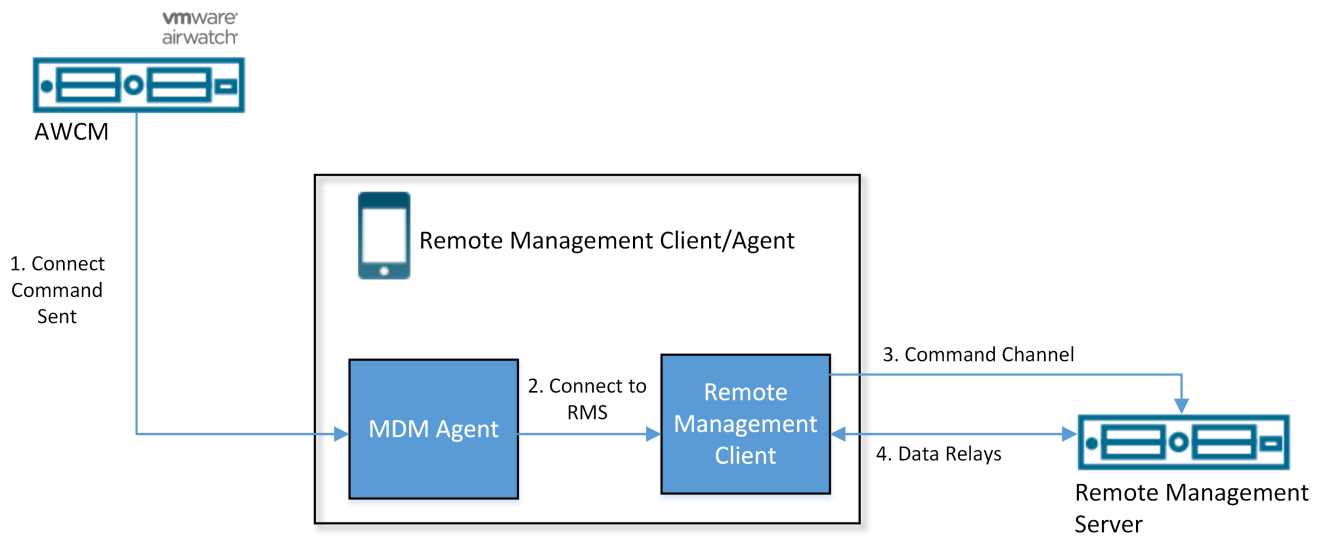 vmware
airwatch
AWCM
Remote Management Client/Agent
1. Connect
Command
Sent
MDM Agent
2. Connect to
RMS
Remote
Management
Client
3. Command Channel
4. Data Relays
Remote Management
Server